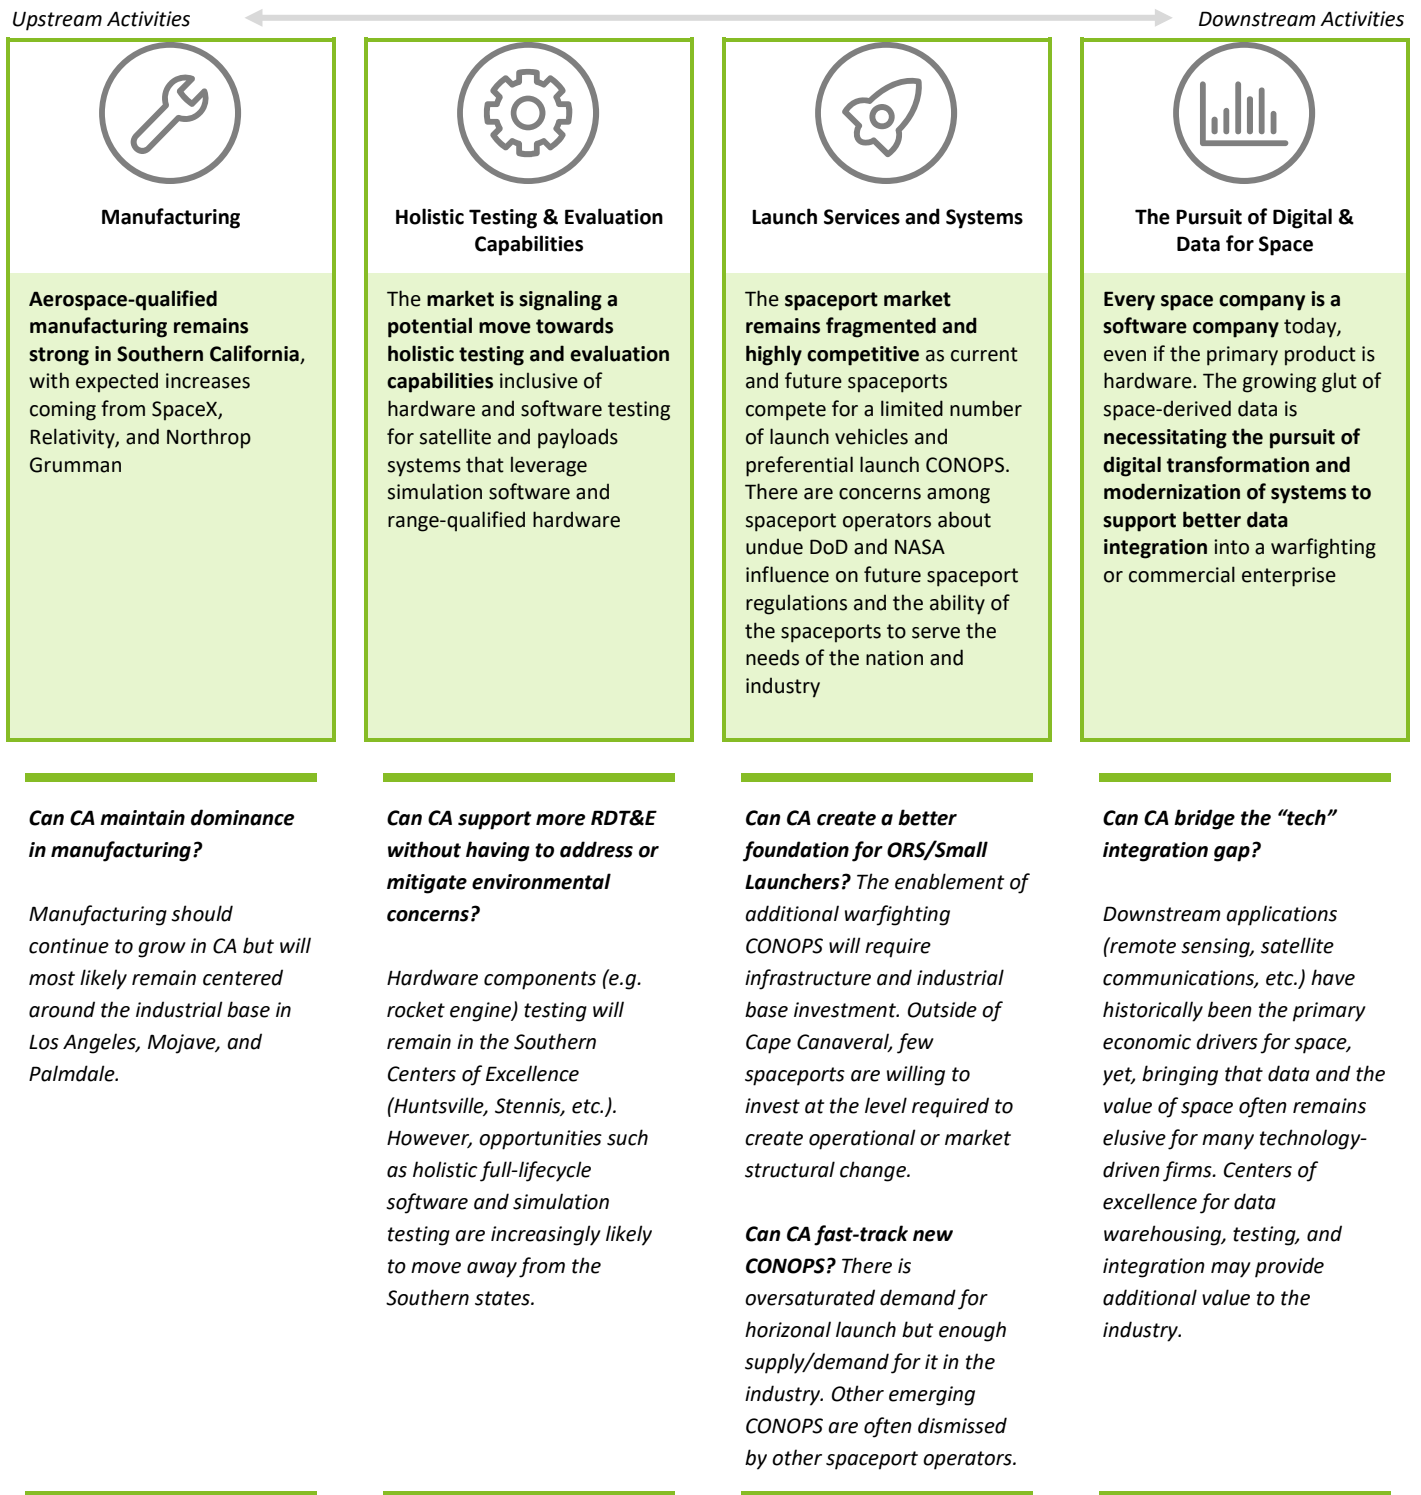 Upstream Activities
Downstream Activities
Manufacturing
Aerospace-qualified
manufacturing remains
strong in Southern California,
with expected increases
coming from SpaceX,
Relativity, and Northrop
Grumman
Can CA maintain dominance
in manufacturing?
Manufacturing should
continue to grow in CA but will
most likely remain centered
around the industrial base in
Los Angeles, Mojave, and
Palmdale.
Holistic Testing & Evaluation
Capabilities
The market is signaling a
potential move towards
holistic testing and evaluation
capabilities inclusive of
hardware and software testing
for satellite and payloads
systems that leverage
simulation software and
range-qualified hardware
Can CA support more RDT&E
without having to address or
mitigate environmental
concerns?
Hardware components (e.g.
rocket engine) testing will
remain in the Southern
Centers of Excellence
(Huntsville, Stennis, etc.).
However, opportunities such
as holistic full-lifecycle
software and simulation
testing are increasingly likely
to move away from the
Southern states.
Launch Services and Systems
The spaceport market
remains fragmented and
highly competitive as current
and future spaceports
compete for a limited number
of launch vehicles and
preferential launch CONOPS.
There are concerns among
spaceport operators about
undue DoD and NASA
influence on future spaceport
regulations and the ability of
the spaceports to serve the
needs of the nation and
industry
Can CA create a better
foundation for ORS/Small
Launchers? The enablement of
additional warfighting
CONOPS will require
infrastructure and industrial
base investment. Outside of
Cape Canaveral, few
spaceports are willing to
invest at the level required to
create operational or market
structural change.
Can CA fast-track new
CONOPS? There is
oversaturated demand for
horizonal launch but enough
supply/demand for it in the
industry. Other emerging
CONOPS are often dismissed
by other spaceport operators.
The Pursuit of Digital &
Data for Space
Every space company is a
software company today,
even if the primary product is
hardware. The growing glut of
space-derived data is
necessitating the pursuit of
digital transformation and
modernization of systems to
support better data
integration into a warfighting
or commercial enterprise
Can CA bridge the “tech”
integration gap?
Downstream applications
(remote sensing, satellite
communications, etc.) have
historically been the primary
economic drivers for space,
yet, bringing that data and the
value of space often remains
elusive for many technology-
driven firms. Centers of
excellence for data
warehousing, testing, and
integration may provide
additional value to the
industry.